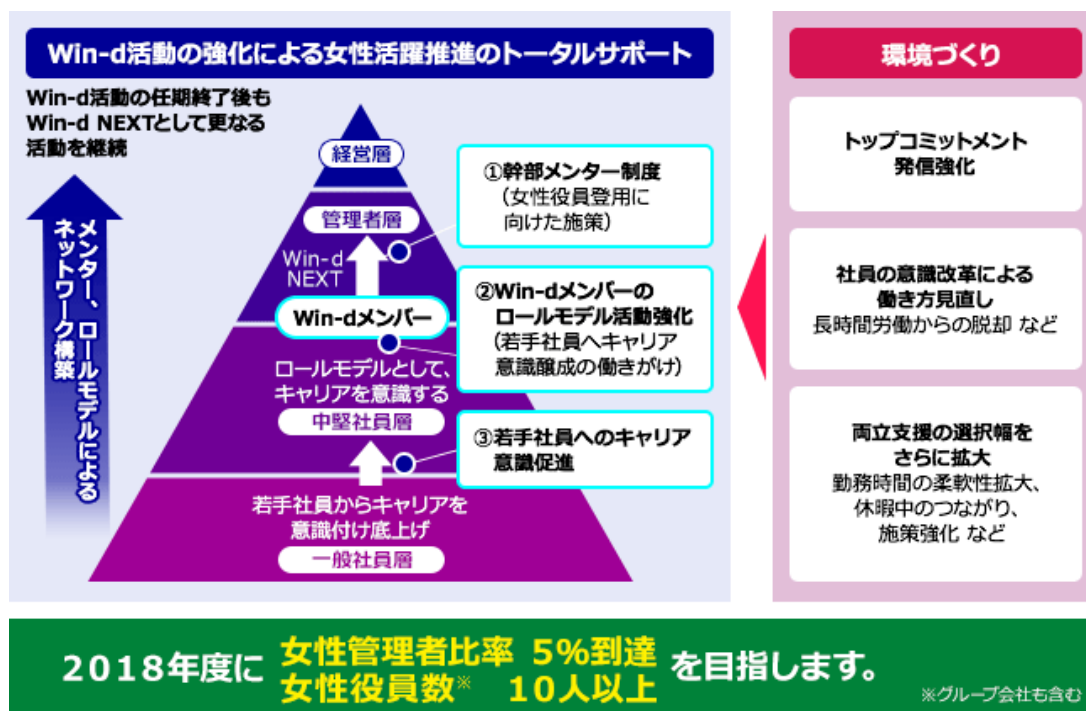 Win-d活動の強化による女性活躍推進のトータルサポート
Win-d活動の任期終了後も
Win-d NEXTとして更なる
活動を継続
メンター、ロールモデルによる
ネットワーク構築
経営層
管理者層
Win-d
NEXT
Win-dメンバー
ロールモデルとして、
キャリアを意識する
中堅社員層
若手社員からキャリアを
意識付け底上げ
一般社員層
①幹部メンター制度
（女性役員登用に
向けた施策）
②Win-dメンバーの
ロールモデル活動強化
（若手社員へキャリア
意識醸成の働きがけ）
③若手社員へのキャリア
意識促進
環境づくり
トップコミットメント
発信強化
社員の意識改革による
働き方見直し
長時間労働からの脱却 など
両立支援の選択幅を
さらに拡大
勤務時間の柔軟性拡大、
休暇中のつながり、
施策強化 など
2018年度に 女性管理者比率 5%到達 を目指します。
女性役員数※ 10人以上
※グループ会社も含む